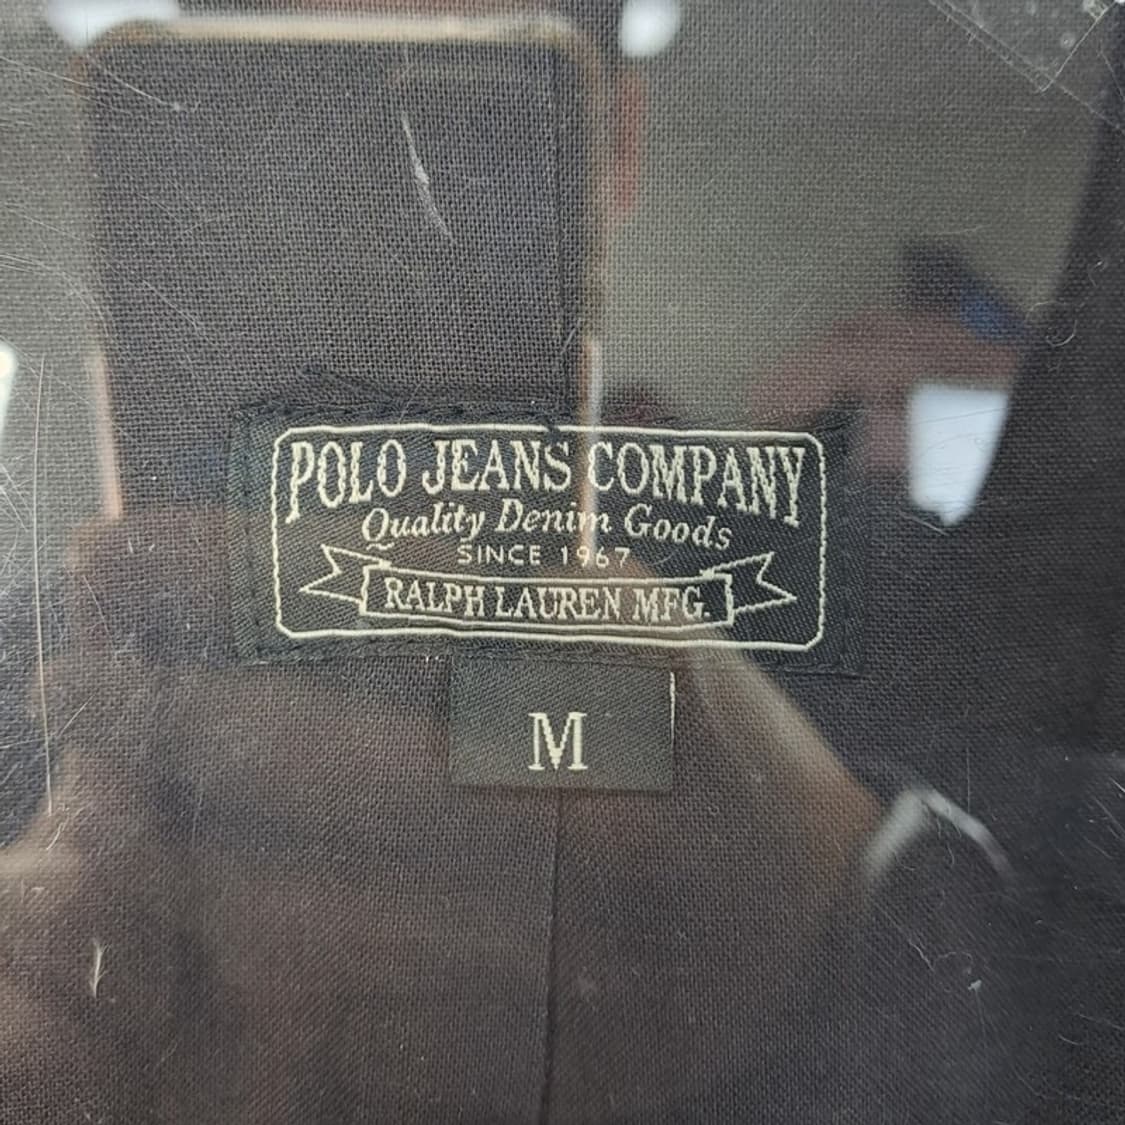 POLO JEANS COMPANY
Quality Denim Goods
SINCE 1967
RALPH LAUREN MFG.
M